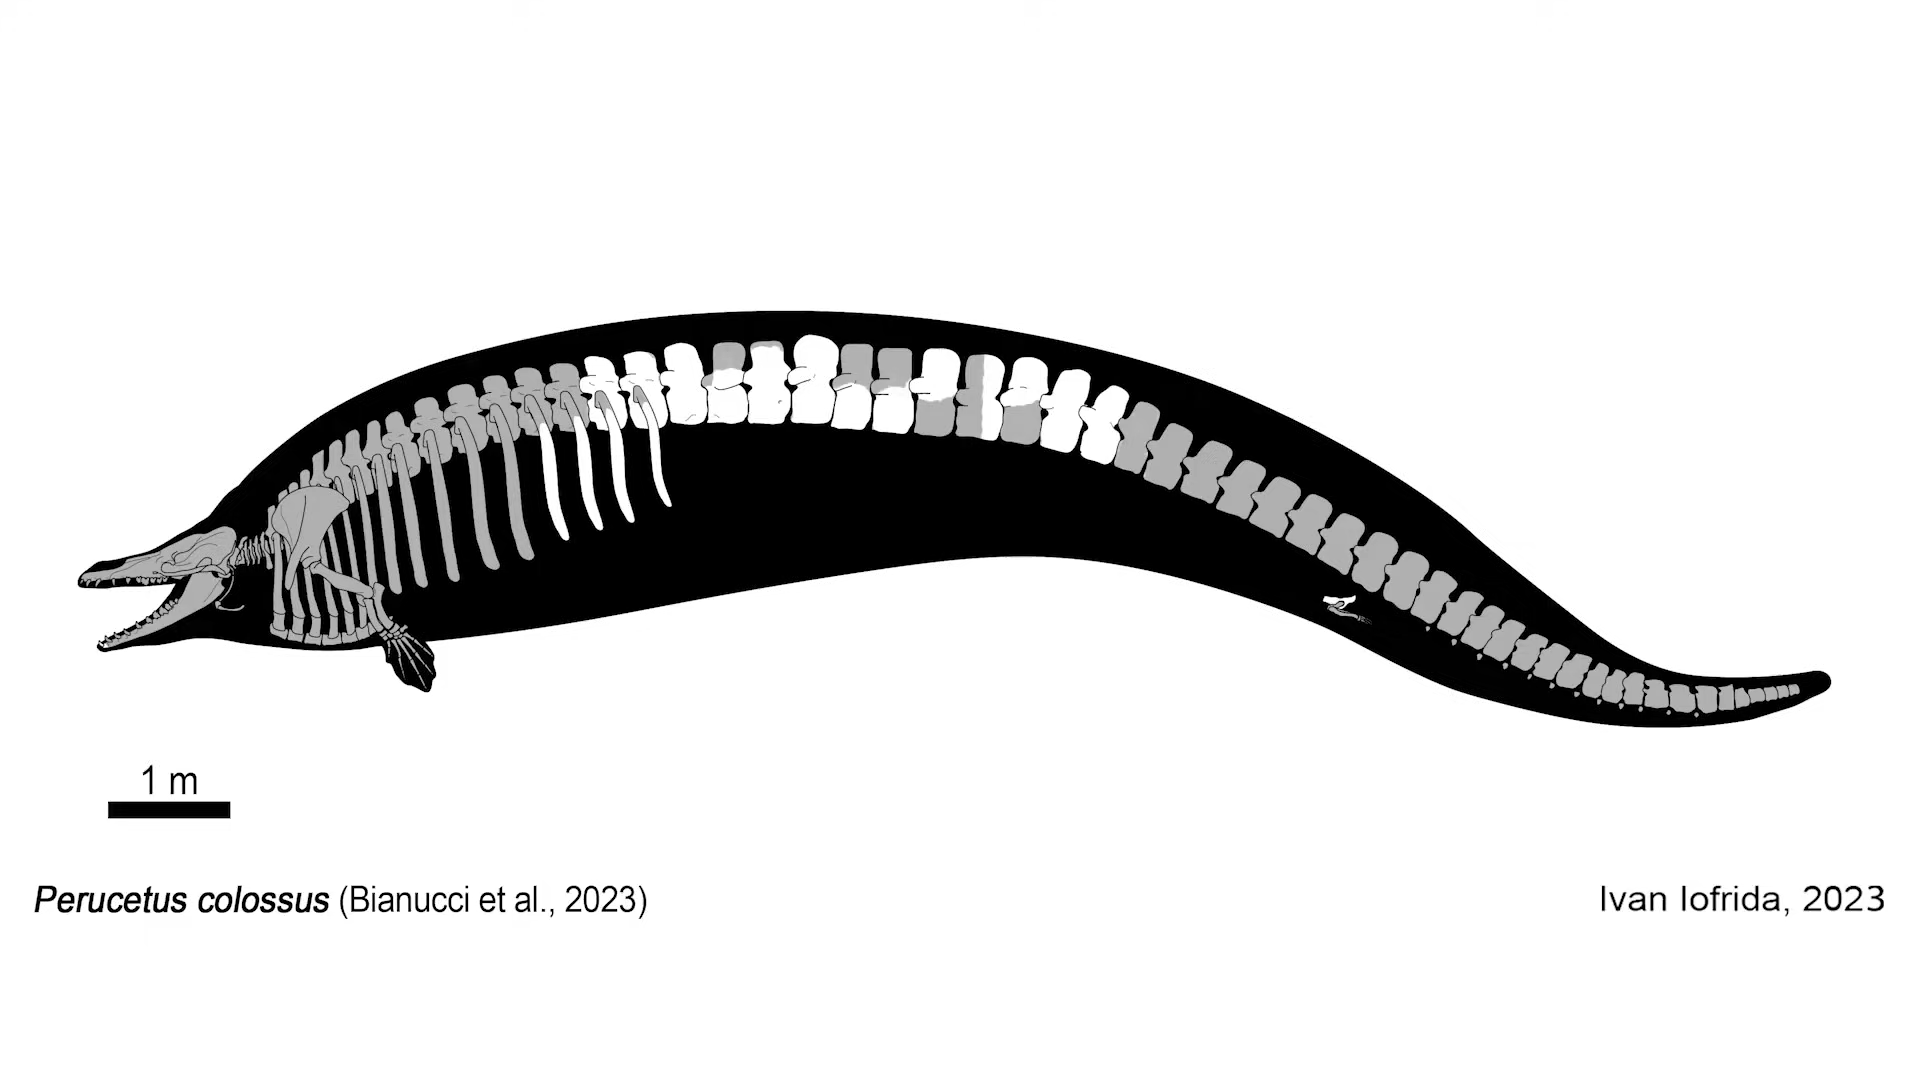 1 m
Perucetus colossus (Bianucci et al., 2023)
Ivan Iofrida, 2023